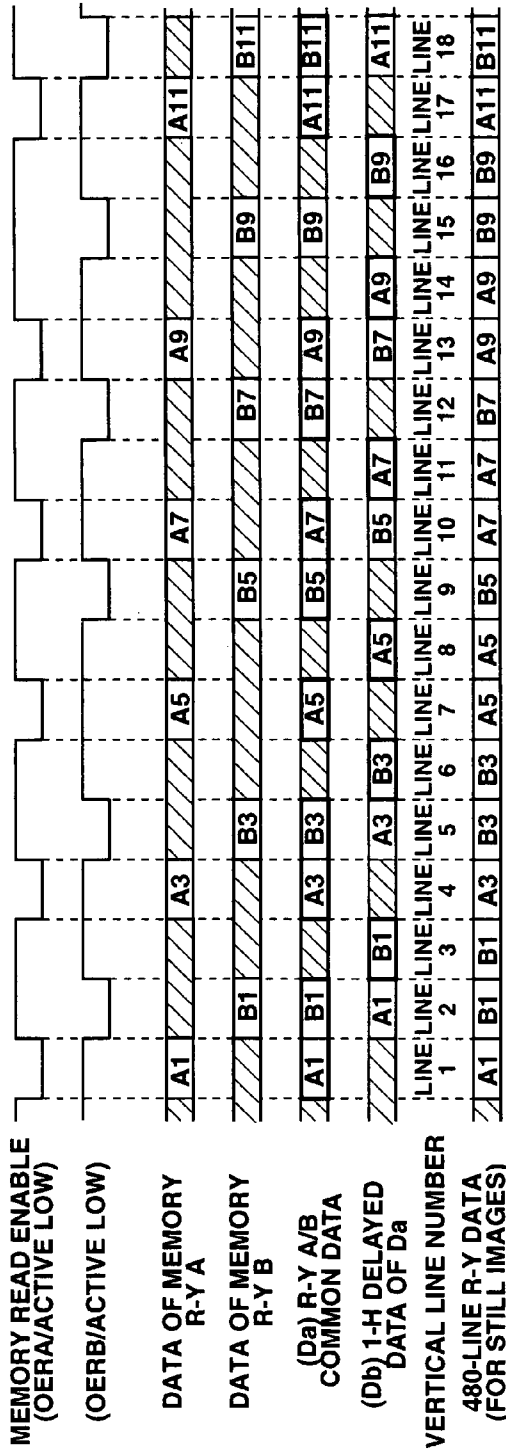 MEMORY READ ENABLE
(OERA/ACTIVE LOW)
(OERB/ACTIVE LOW)
DATA OF MEMORY
R-Y A
A1 A3 A5 A7 A9 A11
DATA OF MEMORY
R-Y B
B1 B3 B5 B7 B9 B11
(Da) R-Y A/B
COMMON DATA
A1 B1 A3 B3 A5 B5 A7 B7 A9 B9 A11 B11
(Db) 1-H DELAYED
DATA OF Da
A1 B1 A3 B3 A5 B5 A7 B7 A9 B9 A11
VERTICAL LINE NUMBER
LINE LINE LINE LINE LINE LINE LINE LINE LINE LINE LINE LINE LINE LINE LINE LINE LINE LINE
1 2 3 4 5 6 7 8 9 10 11 12 13 14 15 16 17 18
480-LINE R-Y DATA
(FOR STILL IMAGES)
A1 B1 B1 A3 B3 B3 A5 A5 B5 A7 A7 B7 A9 A9 B9 B9 A11 B11